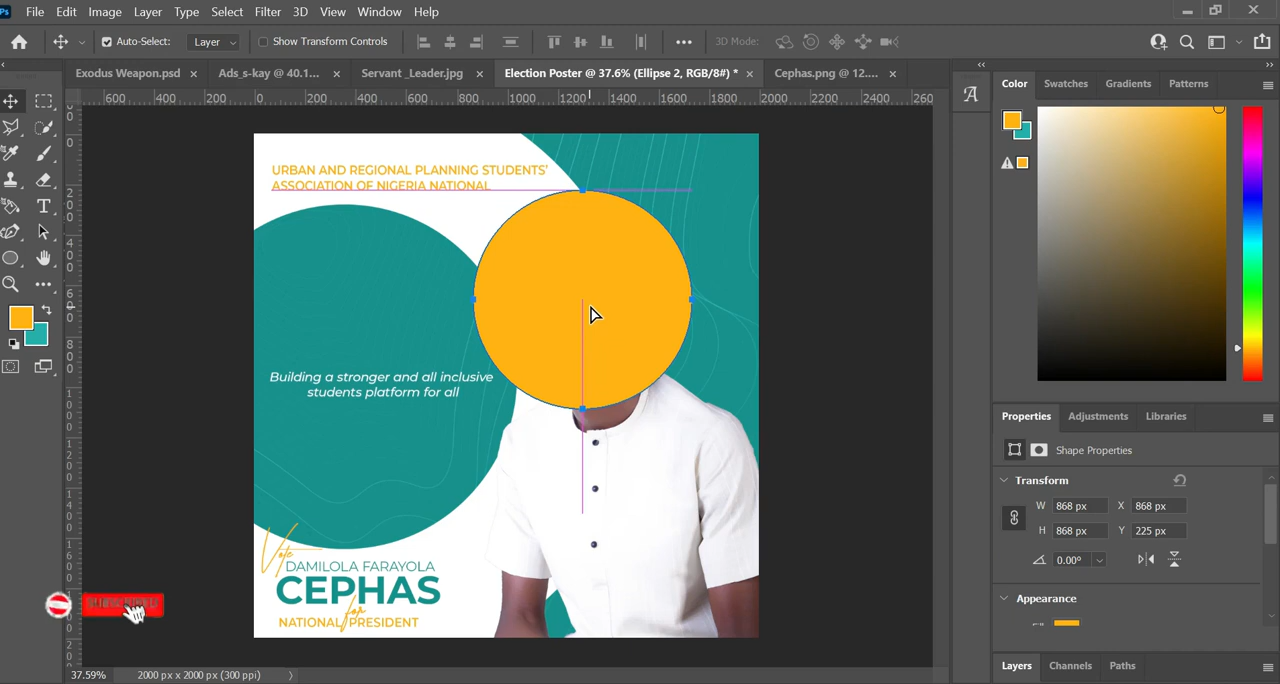 Ps File Edit Image Layer Type Select Filter 3D View Window Help
Auto-Select: Layer Show Transform Controls 3D Mode:
Exodus Weapon.psd × Ads_s-kay @ 40.1... × Servant _Leader.jpg × Election Poster @ 37.6% (Ellipse 2, RGB/8#) * × Cephas.png @ 12.... ×
600 400 200 0 200 400 600 800 1000 1200 1400 1600 1800 2000 2200 2400 260
URBAN AND REGIONAL PLANNING STUDENTS'
ASSOCIATION OF NIGERIA NATIONAL
Building a stronger and all inclusive
students platform for all
Vote
DAMILOLA FARAYOLA
CEPHAS
for
NATIONAL PRESIDENT
37.59% 2000 px x 2000 px (300 ppi)
Color Swatches Gradients Patterns
Properties Adjustments Libraries
Shape Properties
Transform
W 868 px X 868 px
H 868 px Y 225 px
0.00°
Appearance
Layers Channels Paths